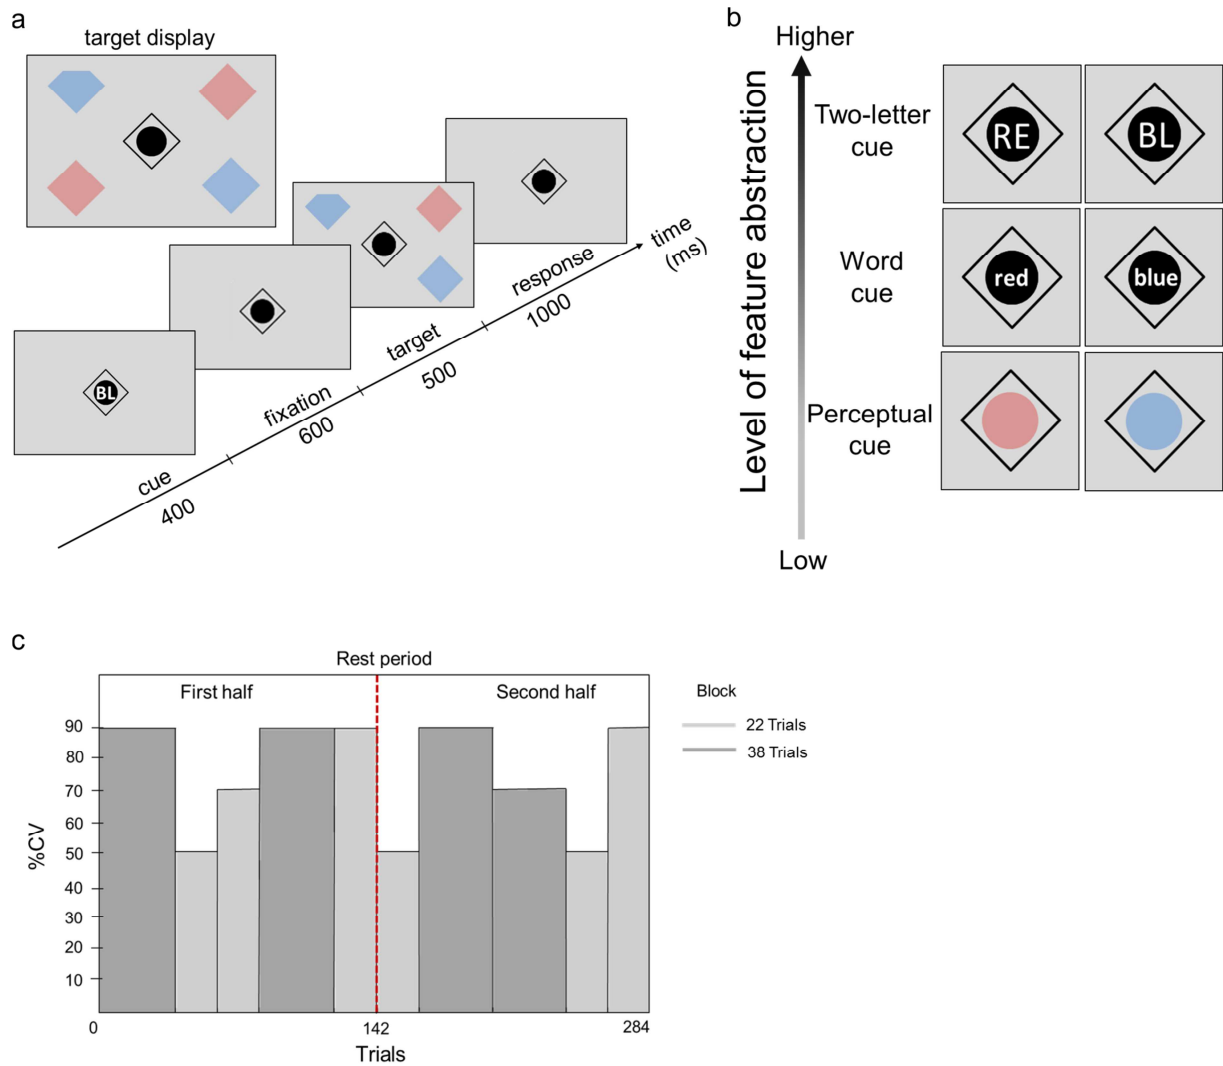 a
target display
BL
cue
400
fixation
600
target
500
response
1000
time
(ms)
b
Higher
Level of feature abstraction
Low
Two-letter
cue
RE
BL
Word
cue
red
blue
Perceptual
cue
c
Rest period
First half
Second half
Block
22 Trials
38 Trials
%CV
90
80
70
60
50
40
30
20
10
0
142
284
Trials